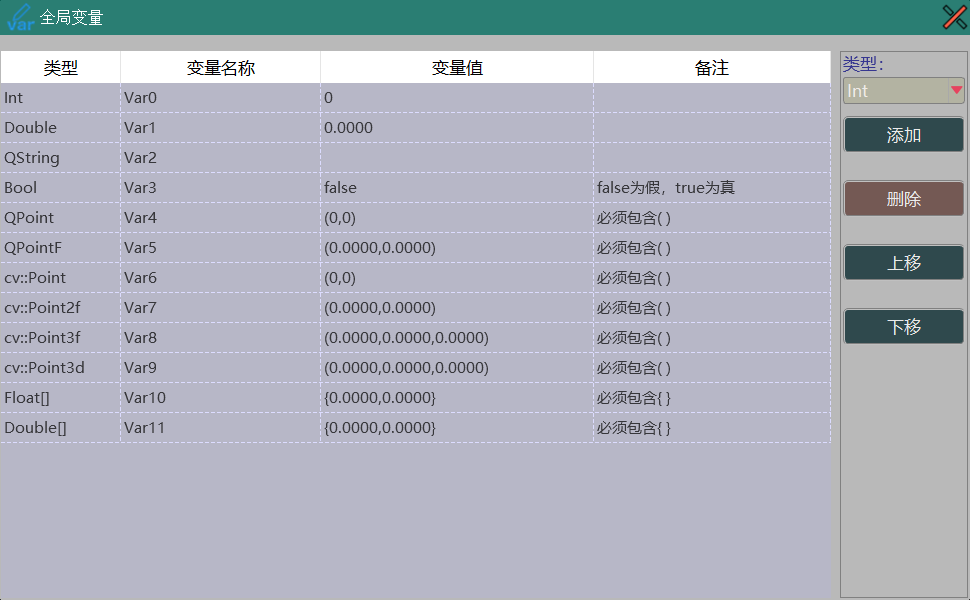 var 全局变量
类型 变量名称 变量值 备注
Int Var0 0
Double Var1 0.0000
QString Var2
Bool Var3 false false为假，true为真
QPoint Var4 (0,0) 必须包含( )
QPointF Var5 (0.0000,0.0000) 必须包含( )
cv::Point Var6 (0,0) 必须包含( )
cv::Point2f Var7 (0.0000,0.0000) 必须包含( )
cv::Point3f Var8 (0.0000,0.0000,0.0000) 必须包含( )
cv::Point3d Var9 (0.0000,0.0000,0.0000) 必须包含( )
Float[] Var10 {0.0000,0.0000} 必须包含{ }
Double[] Var11 {0.0000,0.0000} 必须包含{ }
类型：
Int
添加
删除
上移
下移